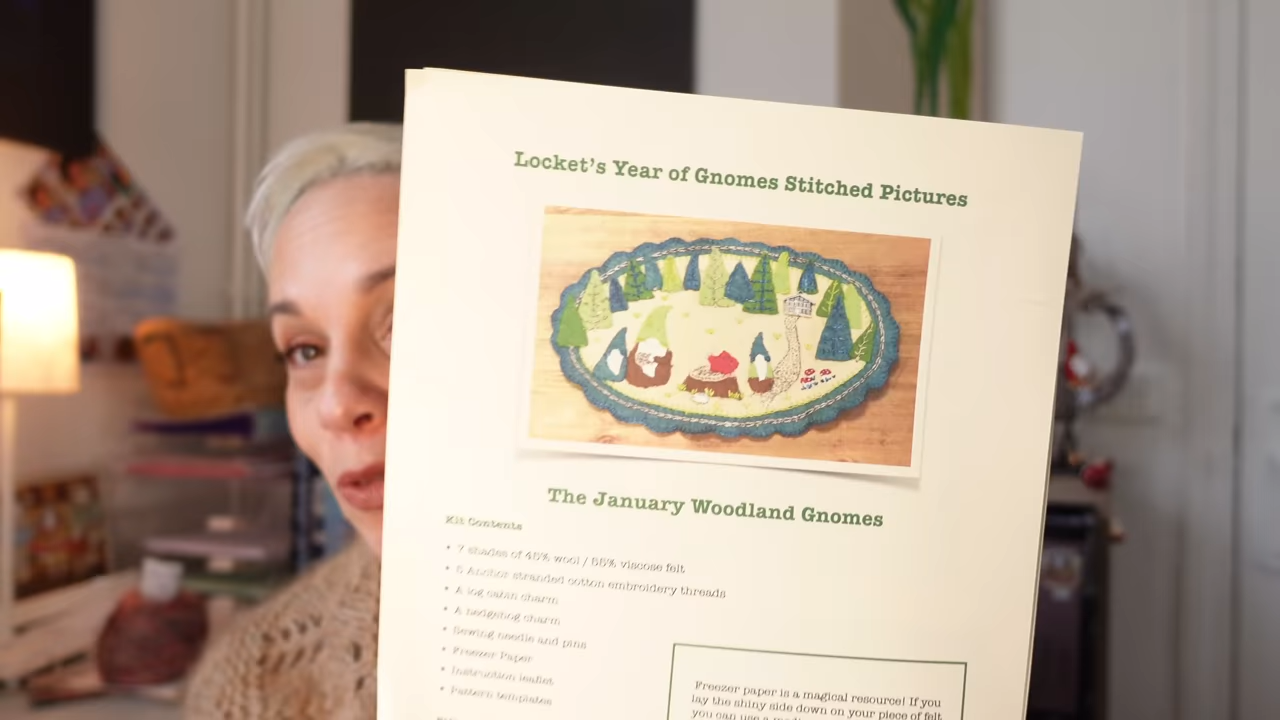 Locket's Year of Gnomes Stitched Pictures
The January Woodland Gnomes
Kit Contents
• 7 shades of 45% wool / 55% viscose felt
• 5 Anchor stranded cotton embroidery threads
• A log cabin charm
• A hedgehog charm
• Sewing needle and pins
• Freezer Paper
• Instruction leaflet
• Pattern templates
Freezer paper is a magical resource! If you
lay the shiny side down on your piece of felt
you can use a